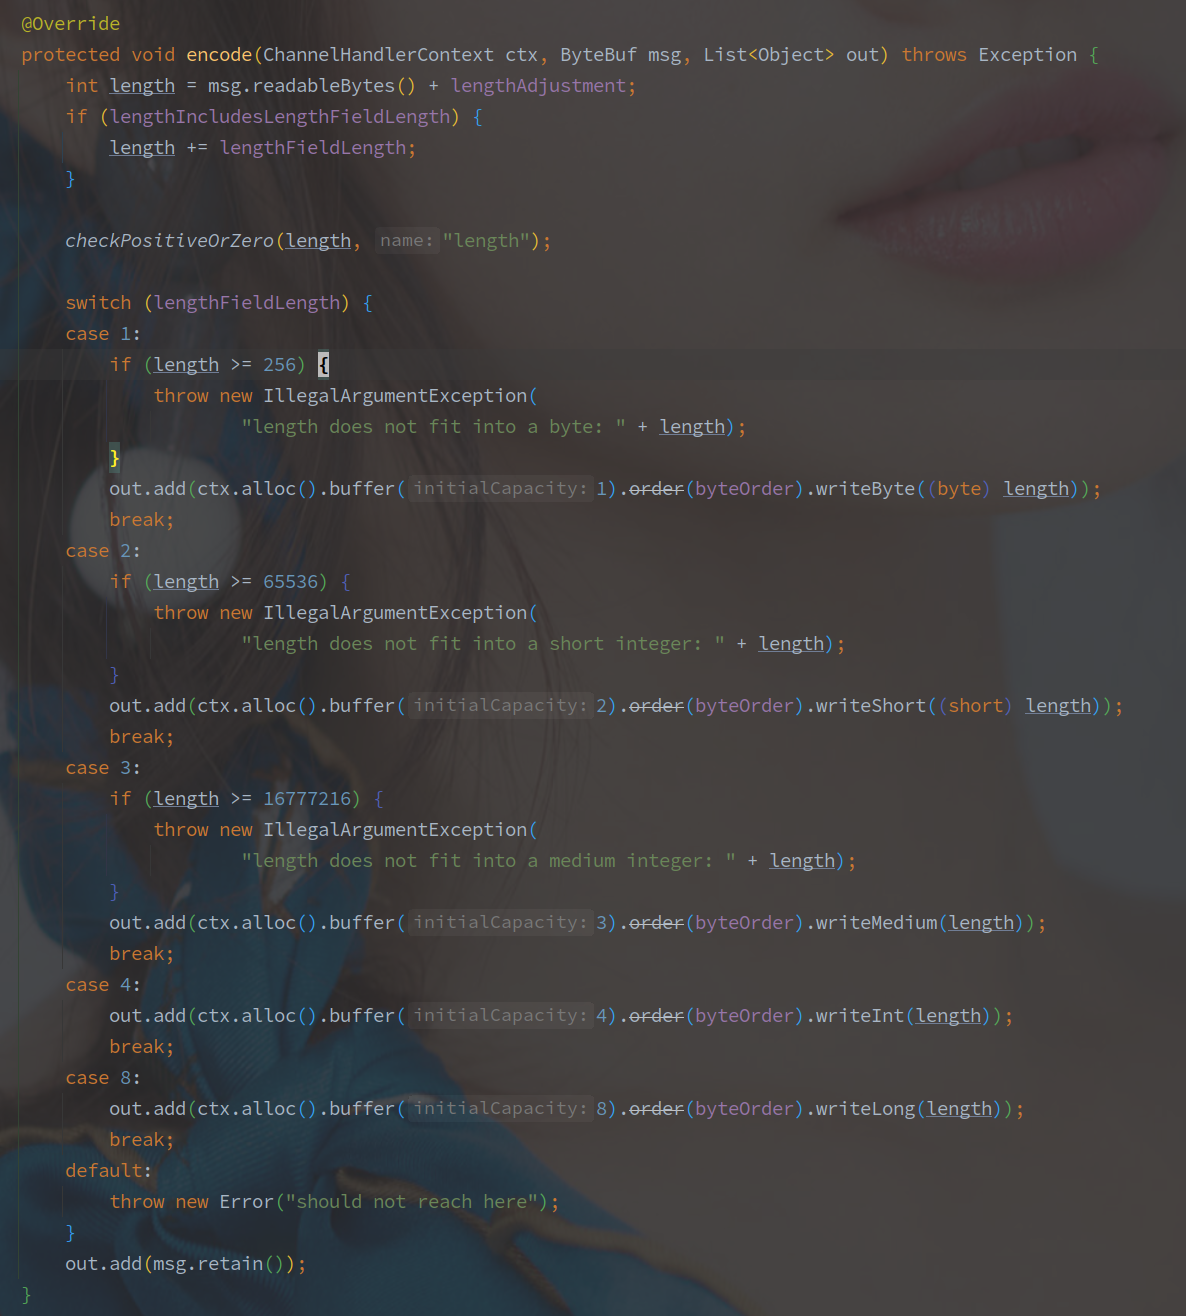 @Override
protected void encode(ChannelHandlerContext ctx, ByteBuf msg, List<Object> out) throws Exception {
    int length = msg.readableBytes() + lengthAdjustment;
    if (lengthIncludesLengthFieldLength) {
        length += lengthFieldLength;
    }
    checkPositiveOrZero(length, name: "length");
    switch (lengthFieldLength) {
    case 1:
        if (length >= 256) {
            throw new IllegalArgumentException(
                    "length does not fit into a byte: " + length);
        }
        out.add(ctx.alloc().buffer( initialCapacity: 1).order(byteOrder).writeByte((byte) length));
        break;
    case 2:
        if (length >= 65536) {
            throw new IllegalArgumentException(
                    "length does not fit into a short integer: " + length);
        }
        out.add(ctx.alloc().buffer( initialCapacity: 2).order(byteOrder).writeShort((short) length));
        break;
    case 3:
        if (length >= 16777216) {
            throw new IllegalArgumentException(
                    "length does not fit into a medium integer: " + length);
        }
        out.add(ctx.alloc().buffer( initialCapacity: 3).order(byteOrder).writeMedium(length));
        break;
    case 4:
        out.add(ctx.alloc().buffer( initialCapacity: 4).order(byteOrder).writeInt(length));
        break;
    case 8:
        out.add(ctx.alloc().buffer( initialCapacity: 8).order(byteOrder).writeLong(length));
        break;
    default:
        throw new Error("should not reach here");
    }
    out.add(msg.retain());
}